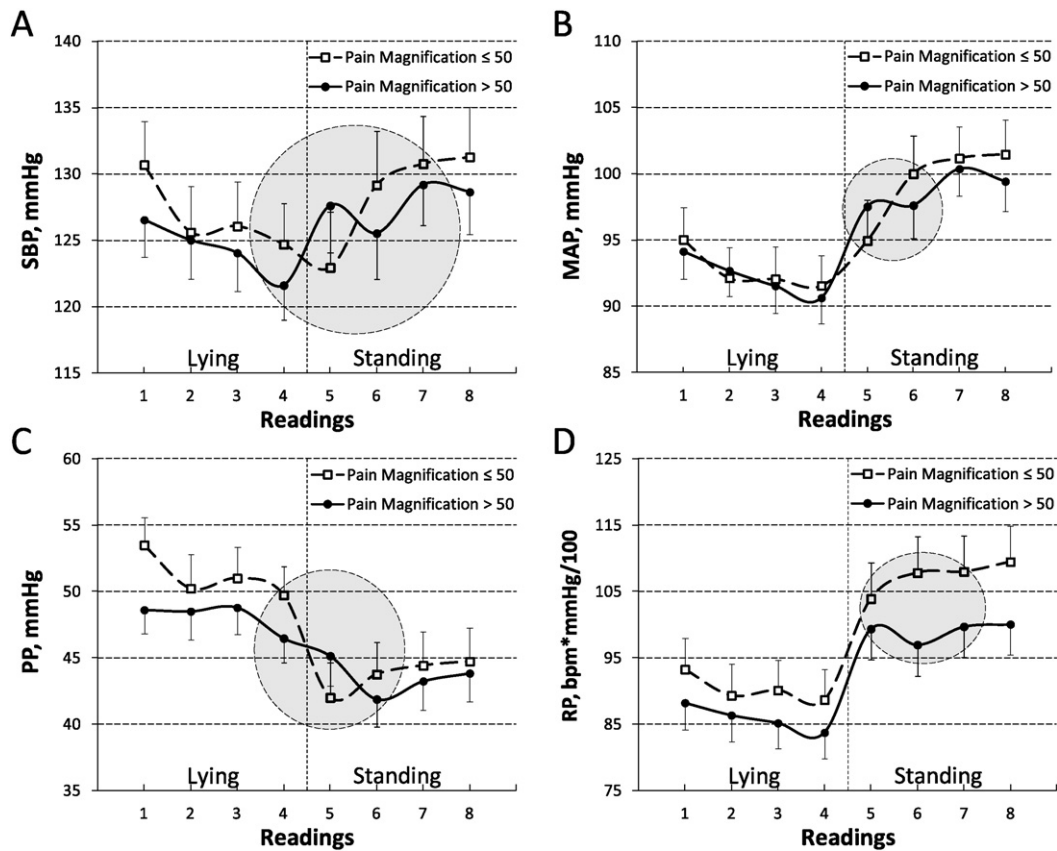 A
SBP, mmHg
140
135
130
125
120
115
Pain Magnification ≤ 50
Pain Magnification > 50
Lying
Standing
1 2 3 4 5 6 7 8
Readings
B
MAP, mmHg
110
105
100
95
90
85
Pain Magnification ≤ 50
Pain Magnification > 50
Lying
Standing
1 2 3 4 5 6 7 8
Readings
C
PP, mmHg
60
55
50
45
40
35
Pain Magnification ≤ 50
Pain Magnification > 50
Lying
Standing
1 2 3 4 5 6 7 8
Readings
D
RP, bpm*mmHg/100
125
115
105
95
85
75
Pain Magnification ≤ 50
Pain Magnification > 50
Lying
Standing
1 2 3 4 5 6 7 8
Readings